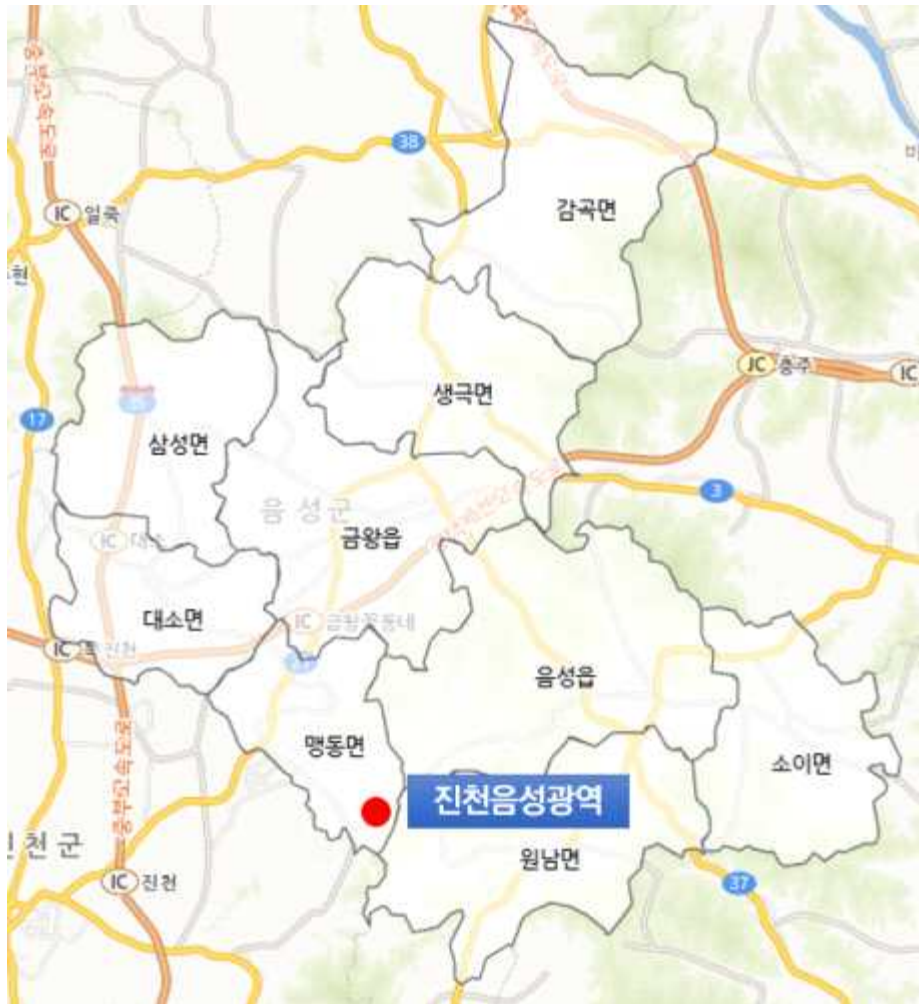 38
감곡면
IC 일죽
생극면
JC 충주
IC
17
삼성면
3
음성군
금왕읍
IC 대소
대소면
IC 금왕꽃동네
IC
진천
음성읍
맹동면
소이면
진천음성광역
원남면
천군
중부고속도로
IC 진천
37